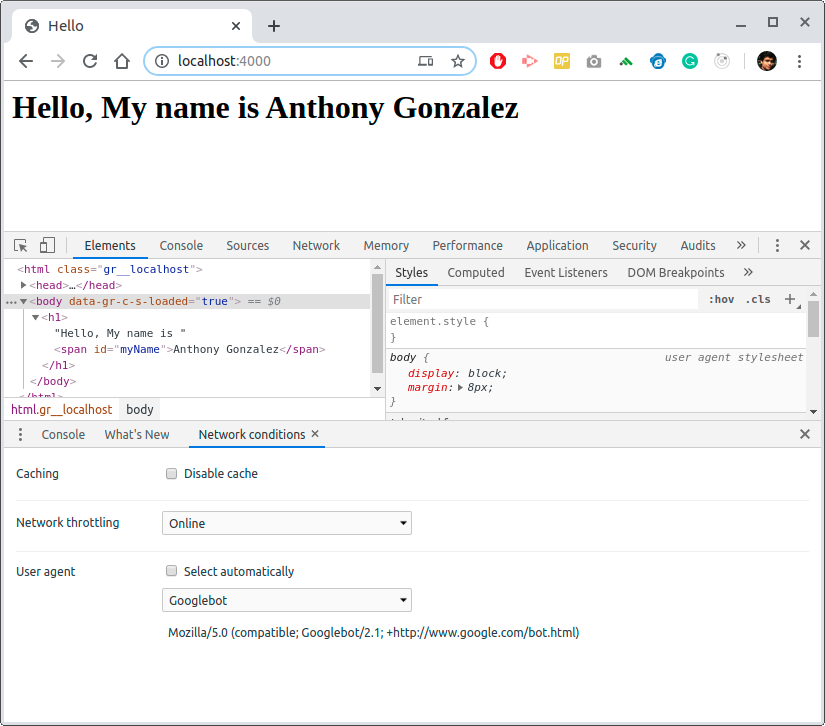 Hello
localhost:4000
Hello, My name is Anthony Gonzalez
Elements Console Sources Network Memory Performance Application Security Audits »
<html class="gr__localhost">
<head>…</head>
<body data-gr-c-s-loaded="true"> == $0
<h1>
"Hello, My name is "
<span id="myName">Anthony Gonzalez</span>
</h1>
</body>
</html>
html.gr__localhost body
Styles Computed Event Listeners DOM Breakpoints »
Filter :hov .cls +
element.style {
}
body { user agent stylesheet
display: block;
margin: 8px;
}
Console What's New Network conditions ×
Caching Disable cache
Network throttling Online
User agent Select automatically
Googlebot
Mozilla/5.0 (compatible; Googlebot/2.1; +http://www.google.com/bot.html)